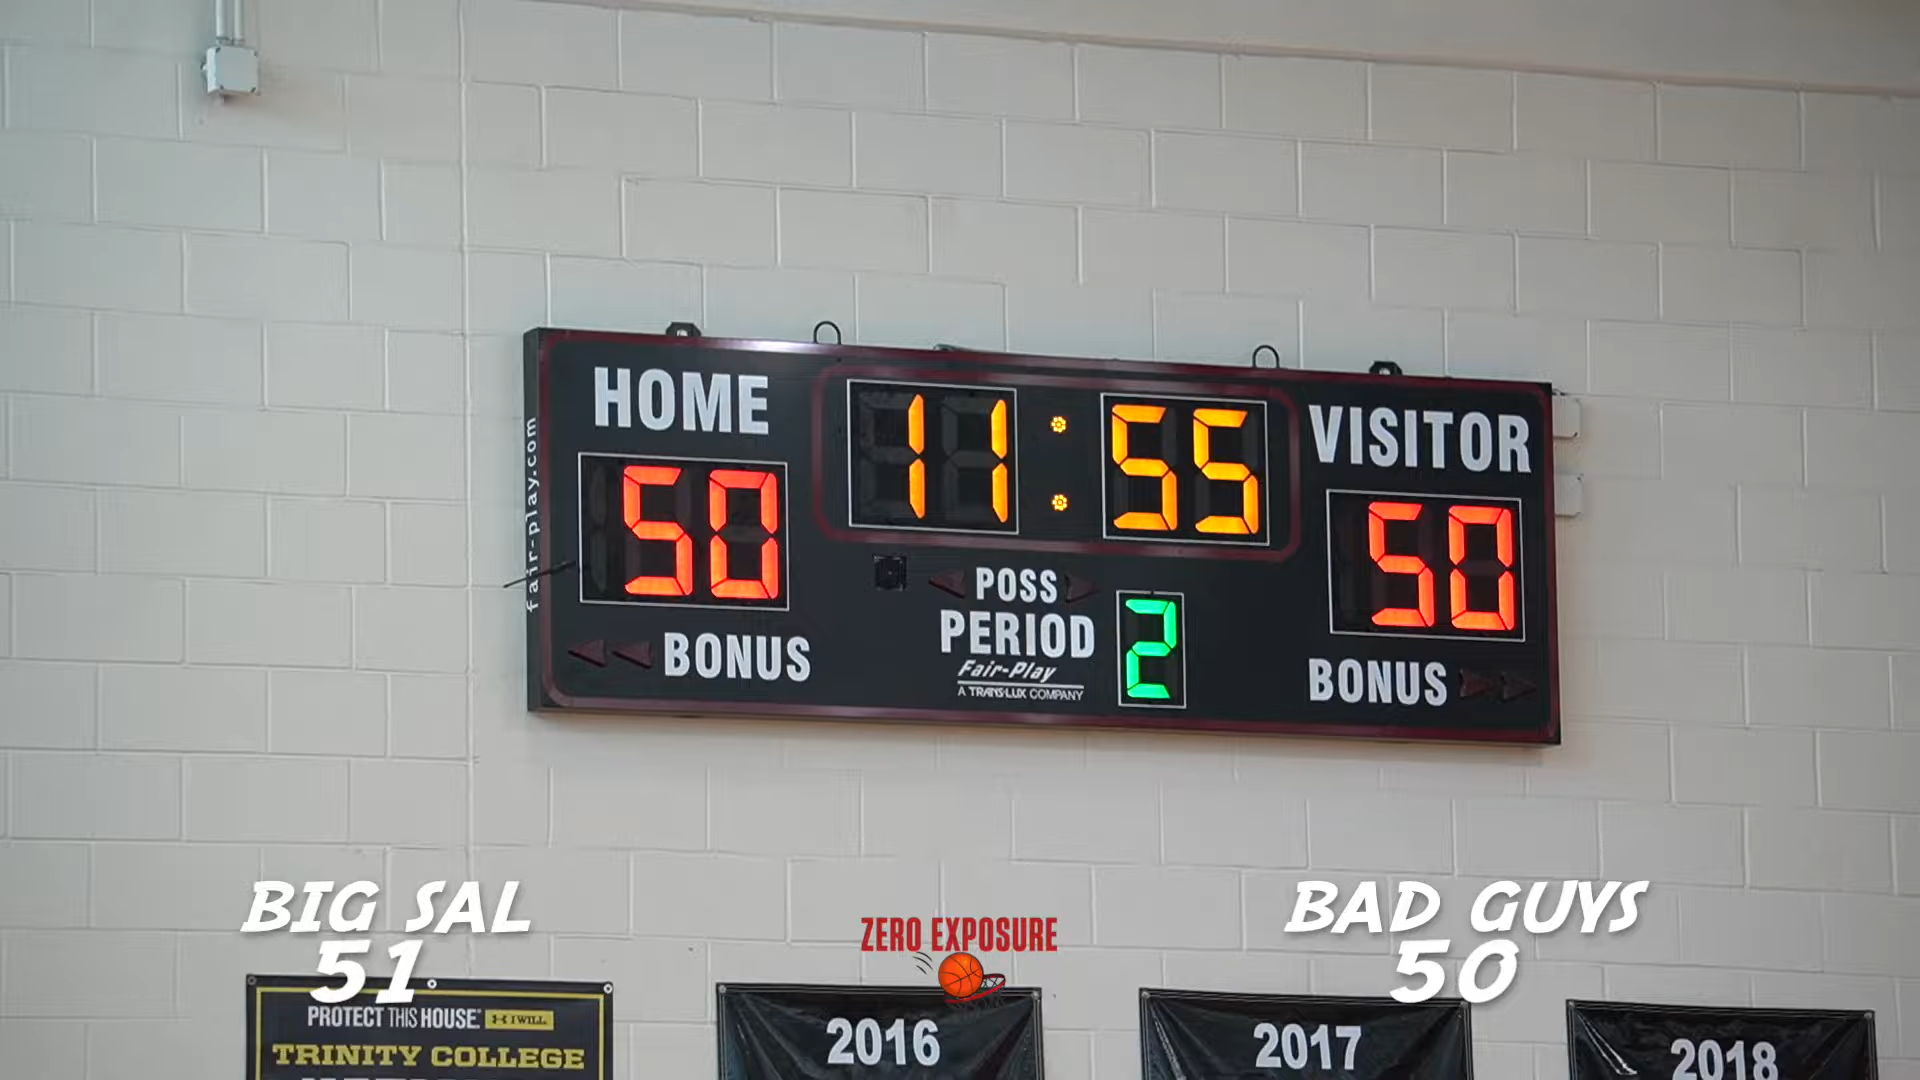 HOME
11:55
VISITOR
50
50
POSS
PERIOD
2
BONUS
BONUS
Fair-Play
A TRANS-LUX COMPANY
fair-play.com
BIG SAL
51
BAD GUYS
50
ZERO EXPOSURE
PROTECT THIS HOUSE. I WILL.
TRINITY COLLEGE
2016
2017
2018